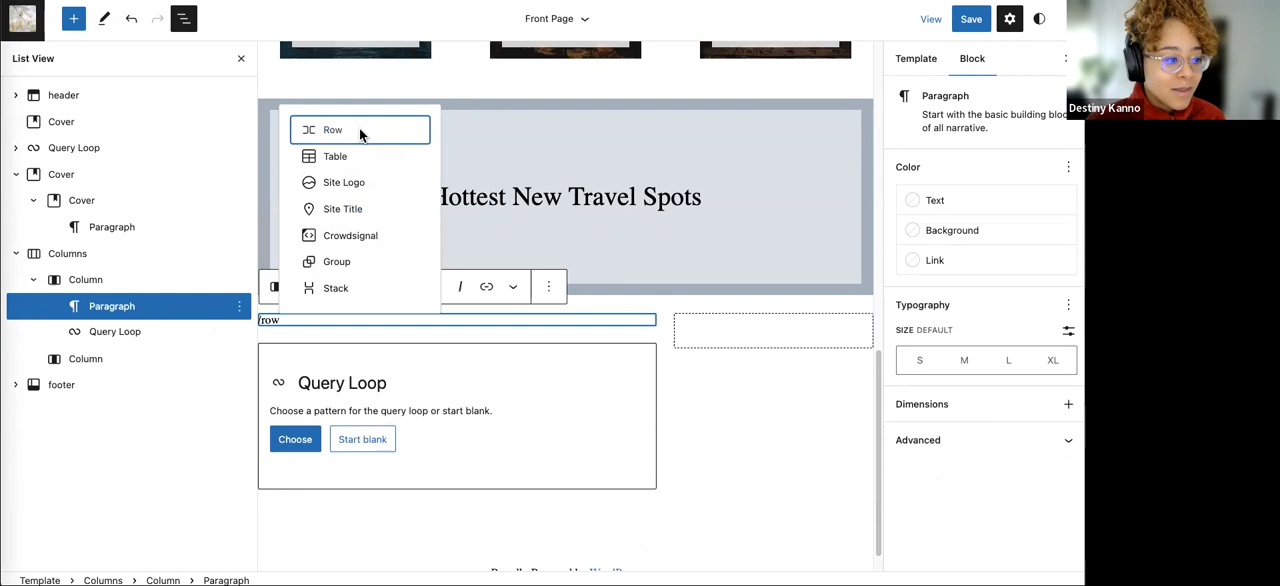 Front Page
View
Save
List View
header
Cover
Query Loop
Cover
Cover
Paragraph
Columns
Column
Paragraph
Query Loop
Column
footer
Row
Table
Site Logo
Site Title
Crowdsignal
Group
Stack
Hottest New Travel Spots
/row
Query Loop
Choose a pattern for the query loop or start blank.
Choose
Start blank
Template
Block
Paragraph
Start with the basic building bloc
of all narrative.
Color
Text
Background
Link
Typography
SIZE DEFAULT
S M L XL
Dimensions
Advanced
Destiny Kanno
Template > Columns > Column > Paragraph